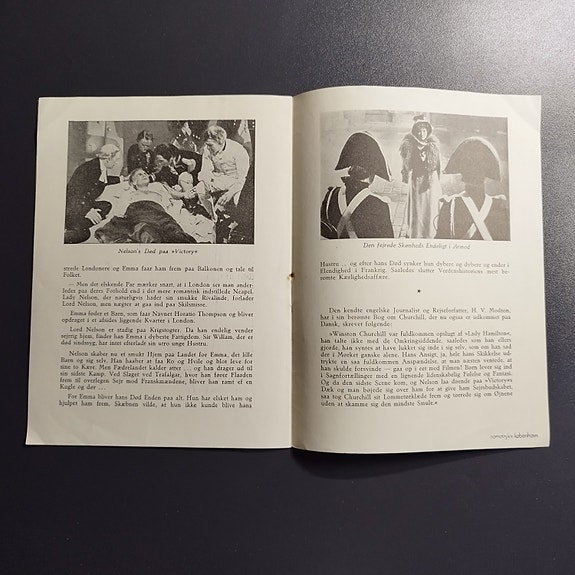 Nelson's Død paa »Victory«
strede Londonere og Emma faar ham frem paa Balkonen og tale til
Folket.
— Men det elskende Par mærker snart, at i London ser man ander-
ledes paa deres Forhold end i det mere romantisk indstillede Neapel.
Lady Nelson, der naturligvis hader sin smukke Rivalinde, forlader
Lord Nelson, men nægter at gaa ind paa Skilsmisse.
Emma føder et Barn, som faar Navnet Horatio Thompson og bliver
opdraget i et afsides liggende Kvarter i London.
Lord Nelson er stadig paa Krigstogter. Da han endelig vender
sejrrig hjem, finder han Emma i dybeste Fattigdom. Sir William, der er
død sindssyg, har intet efterladt sin utro unge Hustru.
Nelson skaber nu et smukt Hjem paa Landet for Emma, det lille
Barn og sig selv. Han haaber at faa Ro og Hvile og blot leve for
sine to Kære. Men Fædrelandet kalder atter . . . og han drager ud til
sin sidste Kamp. Ved Slaget ved Trafalgar, hvor han fører Flaaden
frem til overlegen Sejr mod Franskmændene, bliver han ramt af en
Kugle og dør . . .
For Emma bliver hans Død Enden paa alt. Hun har elsket ham og
hjulpet ham frem. Skæbnen vilde, at hun ikke kunde blive hans
Den fejrede Skønheds Endeligt i Armod
Hustru . . og efter hans Død synker hun dybere og dybere og ender i
Elendighed i Frankrig. Saaledes slutter Verdenshistoriens mest be-
rømte Kærlighedsaffære.
Den kendte engelske Journalist og Rejseforfatter, H. V. Morton,
har i sin berømte Bog om Churchill, der nu ogsaa er udkommet paa
Dansk, skrevet følgende:
»Winston Churchill var fuldkommen opslugt af »Lady Hamilton«,
han talte ikke med de Omkringsiddende, saaledes som han ellers
gjorde, han syntes at have lukket sig inde i sig selv, som om han sad
der i Mørket ganske alene. Hans Ansigt, ja, hele hans Skikkelse ud-
trykte en saa fuldkommen Anspændelse, at man næsten ventede, at
han skulde forsvinde — gaa op i et med Filmen! Børn lever sig ind
i Sagnfortællinger med en lignende lidenskabelig Følelse og Fantasi.
Og da den sidste Scene kom, og Nelson laa døende paa »Victory«s
Dæk og man bøjede sig over ham for at give ham Sejrsbudskabet,
saa tog Churchill sit Lommetørklæde frem og tørrede sig om Øjnene
uden at skamme sig den mindste Smule.«